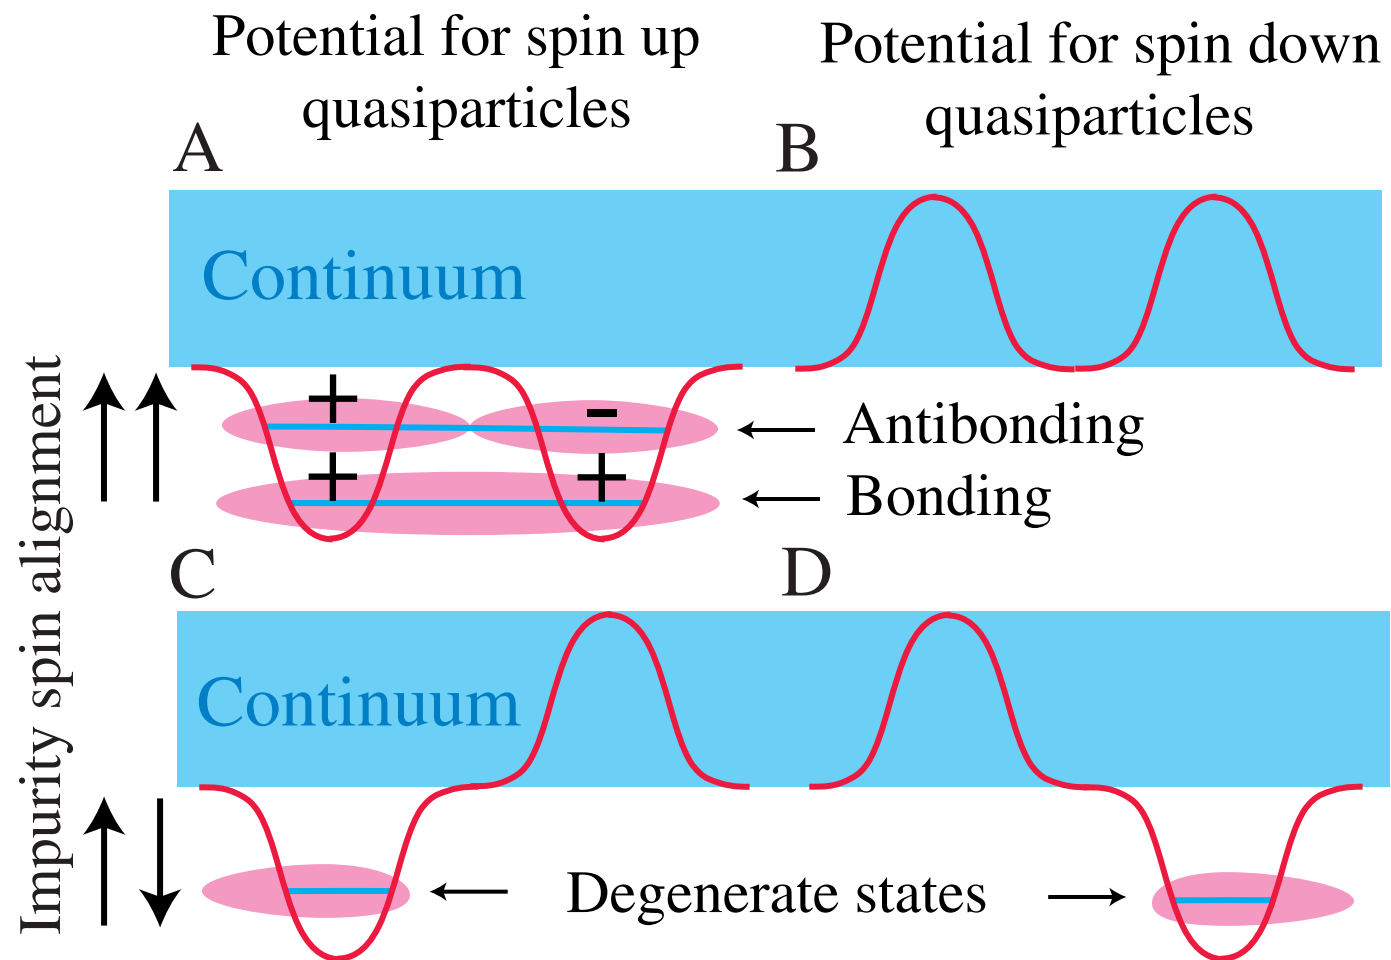 Potential for spin up
quasiparticles
Potential for spin down
quasiparticles
A
B
Continuum
+
-
Antibonding
+
+
Bonding
C
D
Continuum
Degenerate states
Impurity spin alignment